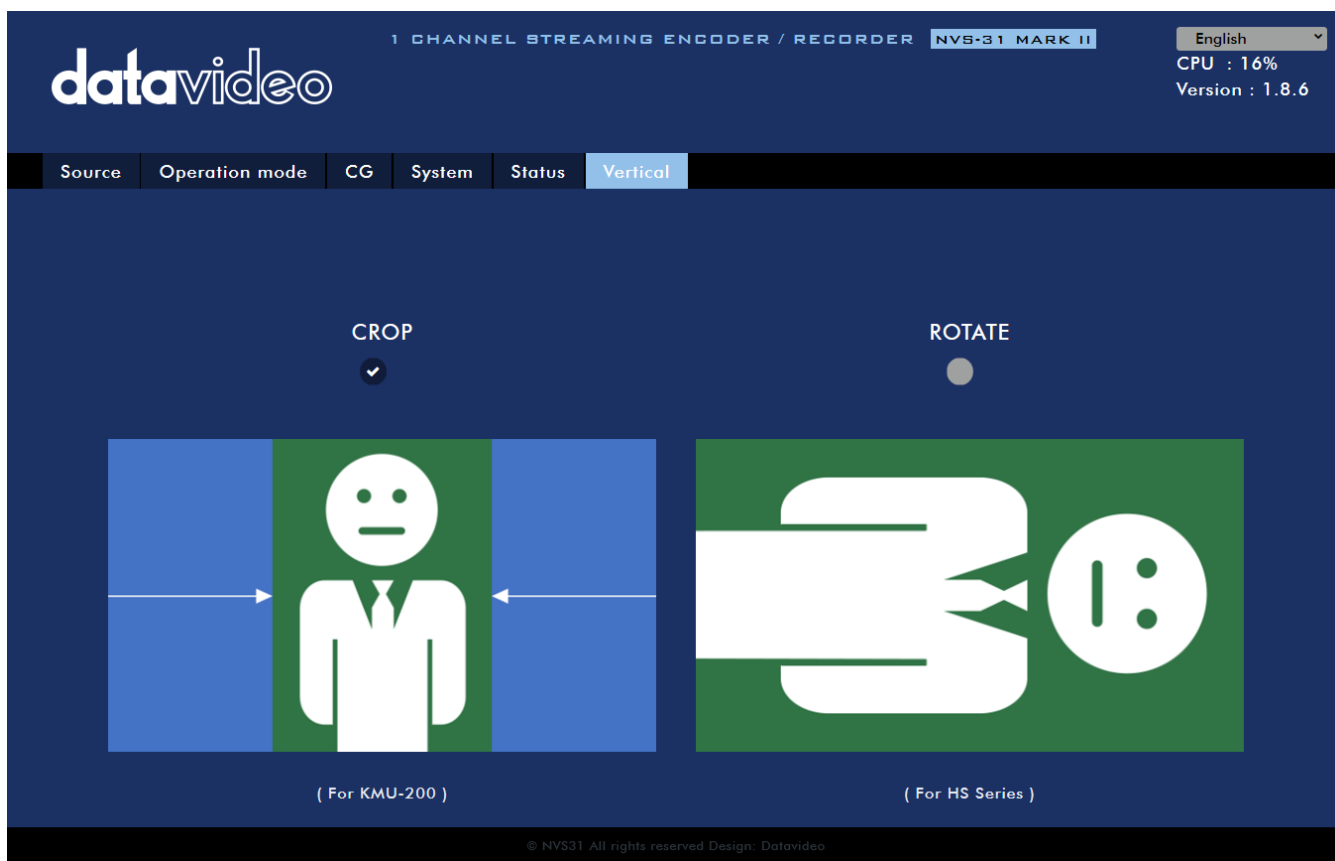 1 CHANNEL STREAMING ENCODER / RECORDER NVS-31 MARK II
English
datavideo
CPU : 16%
Version : 1.8.6
Source Operation mode CG System Status Vertical
CROP ROTATE
( For KMU-200 ) ( For HS Series )
© NVS31 All rights reserved Design: Datavideo